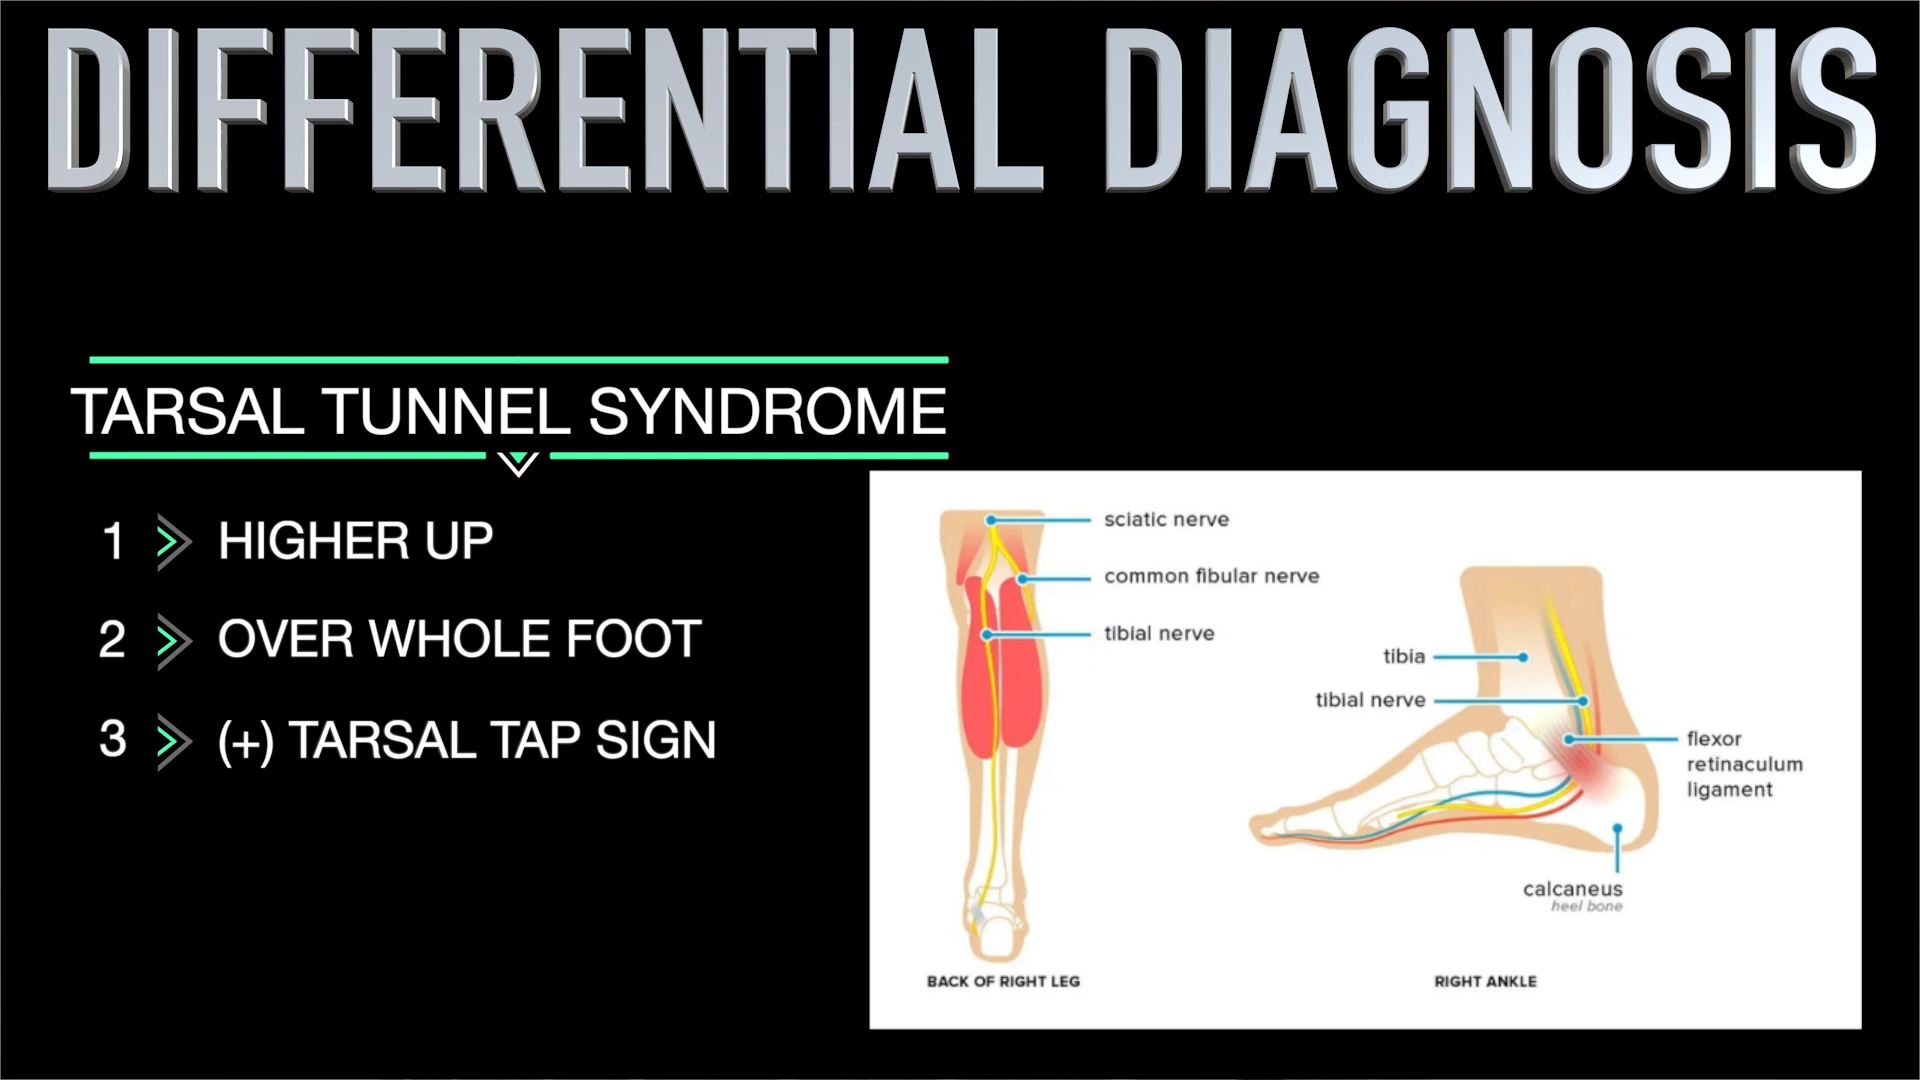 DIFFERENTIAL DIAGNOSIS
TARSAL TUNNEL SYNDROME
1 HIGHER UP
2 OVER WHOLE FOOT
3 (+) TARSAL TAP SIGN
sciatic nerve
common fibular nerve
tibial nerve
BACK OF RIGHT LEG
tibia
tibial nerve
flexor
retinaculum
ligament
calcaneus
heel bone
RIGHT ANKLE